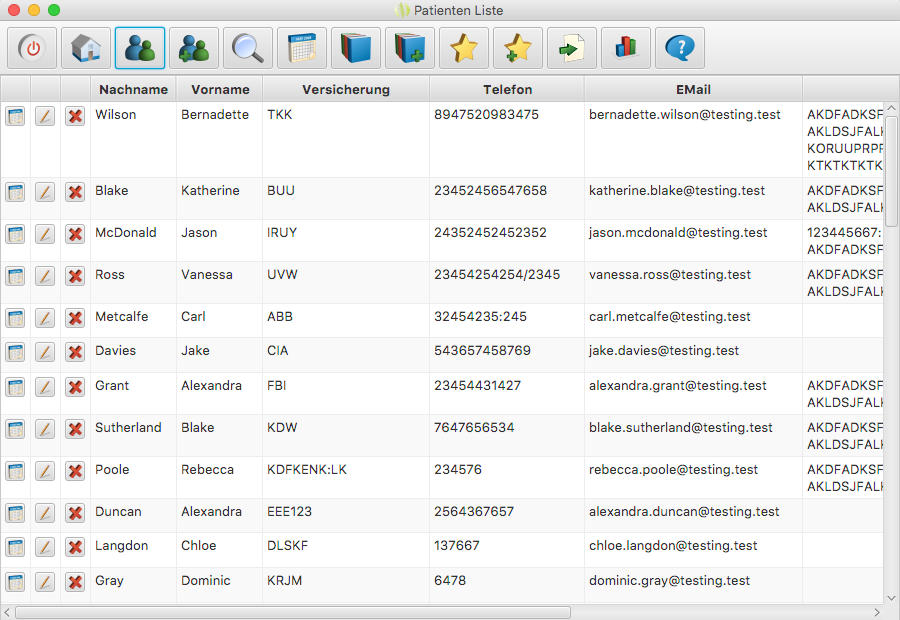 Patienten Liste
Nachname Vorname Versicherung Telefon EMail
Wilson Bernadette TKK 8947520983475 bernadette.wilson@testing.test AKDFADKSF
AKLDSJFALK
KORUUPRPF
KTKTKTKTK
Blake Katherine BUU 23452456547658 katherine.blake@testing.test AKDFADKSF
AKLDSJFALK
McDonald Jason IRUY 24352452452352 jason.mcdonald@testing.test 123445667:
AKDFADKSF
Ross Vanessa UVW 23454254254/2345 vanessa.ross@testing.test AKDFADKSF
AKLDSJFALK
Metcalfe Carl ABB 32454235:245 carl.metcalfe@testing.test
Davies Jake CIA 543657458769 jake.davies@testing.test
Grant Alexandra FBI 23454431427 alexandra.grant@testing.test AKDFADKSF
AKLDSJFALK
Sutherland Blake KDW 7647656534 blake.sutherland@testing.test AKDFADKSF
AKLDSJFALK
Poole Rebecca KDFKENK:LK 234576 rebecca.poole@testing.test AKDFADKSF
AKLDSJFALK
Duncan Alexandra EEE123 2564367657 alexandra.duncan@testing.test
Langdon Chloe DLSKF 137667 chloe.langdon@testing.test
Gray Dominic KRJM 6478 dominic.gray@testing.test